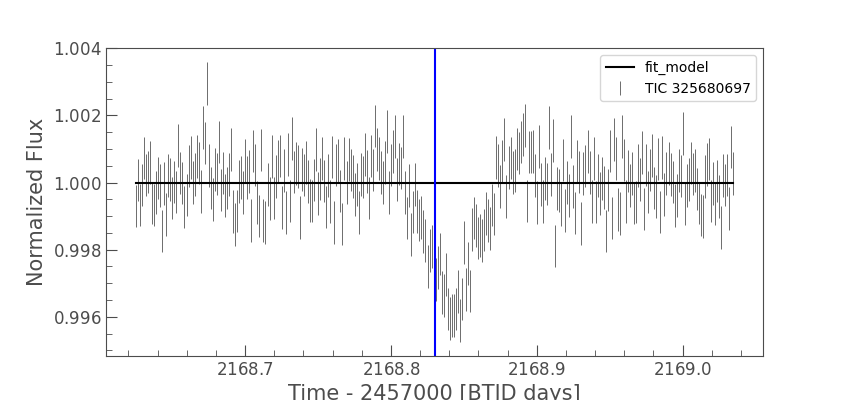 1.004
1.002
1.000
0.998
0.996
Normalized Flux
fit_model
TIC 325680697
2168.7
2168.8
2168.9
2169.0
Time - 2457000 [BTJD days]